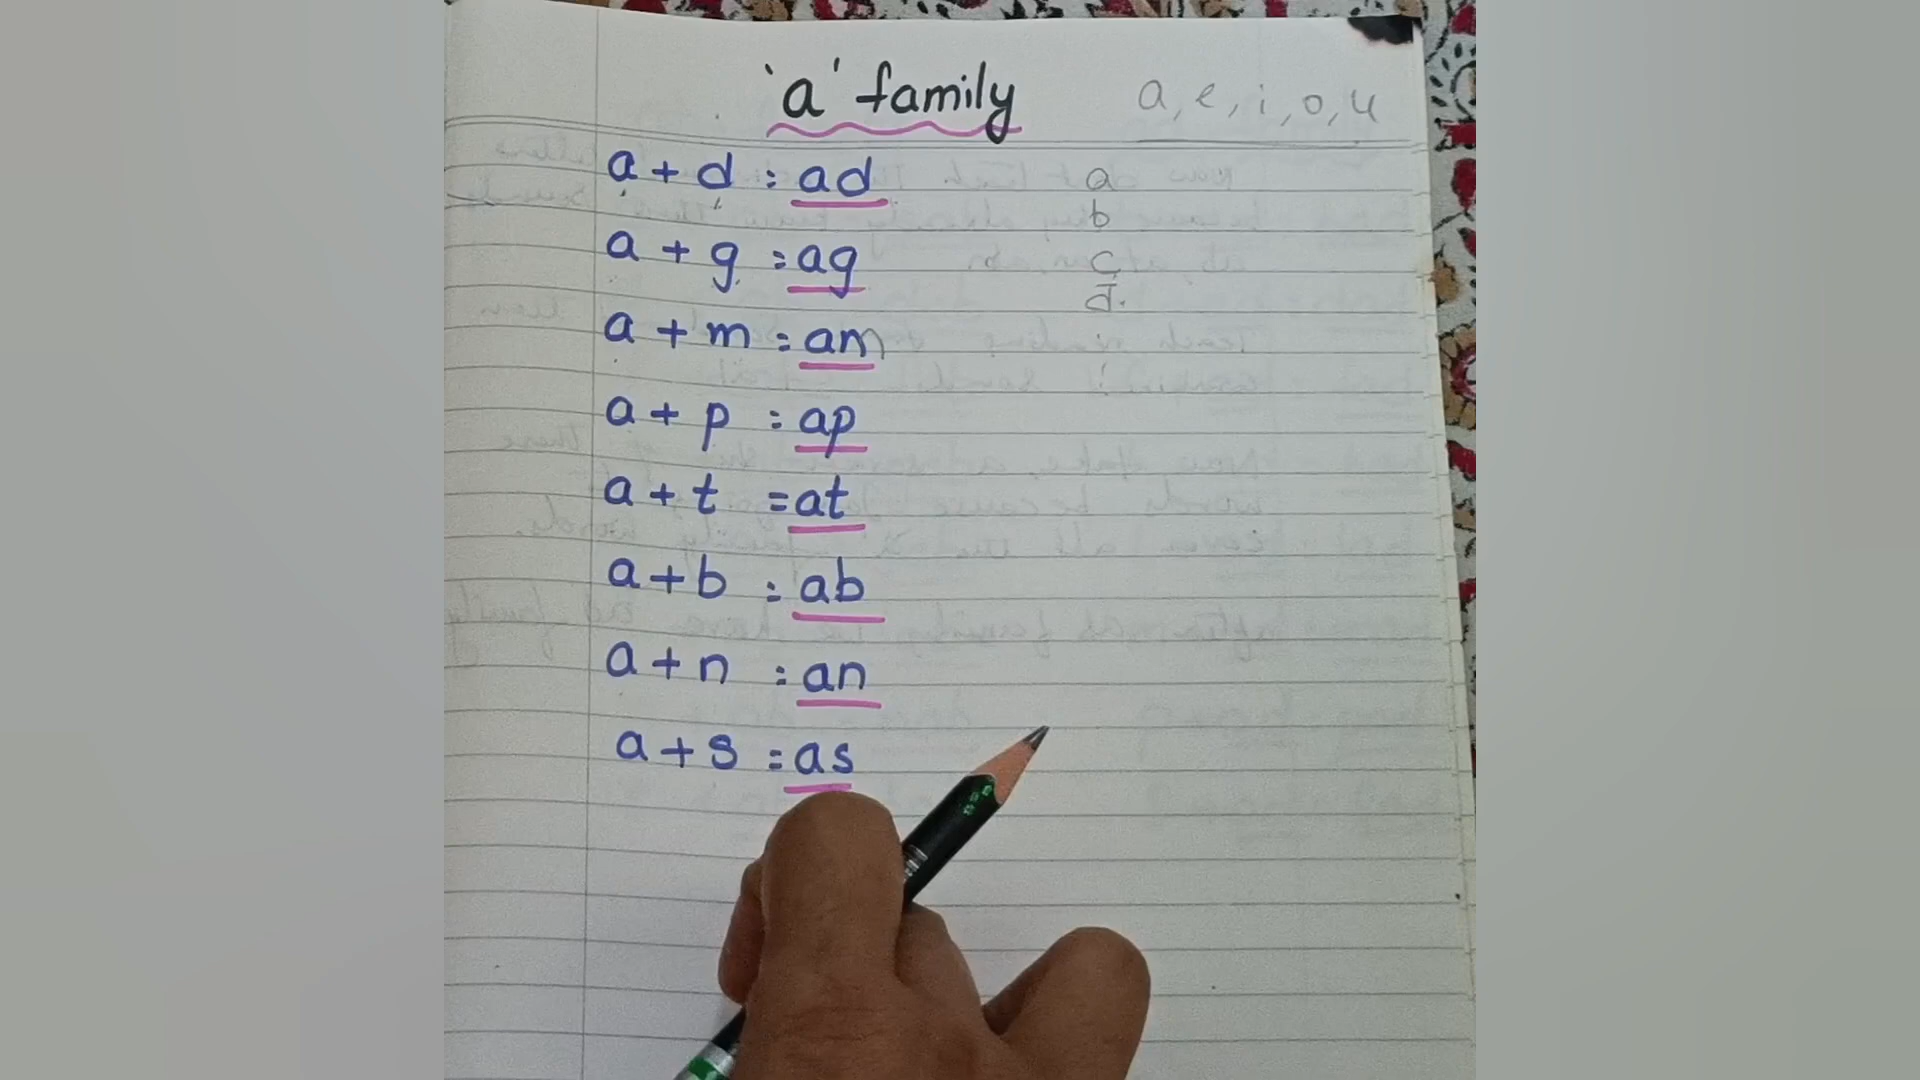 'a' family
a, e, i, o, u
a + d = ad
a + g = ag
a + m = am
a + p = ap
a + t = at
a + b = ab
a + n = an
a + s = as
a
b
c
d